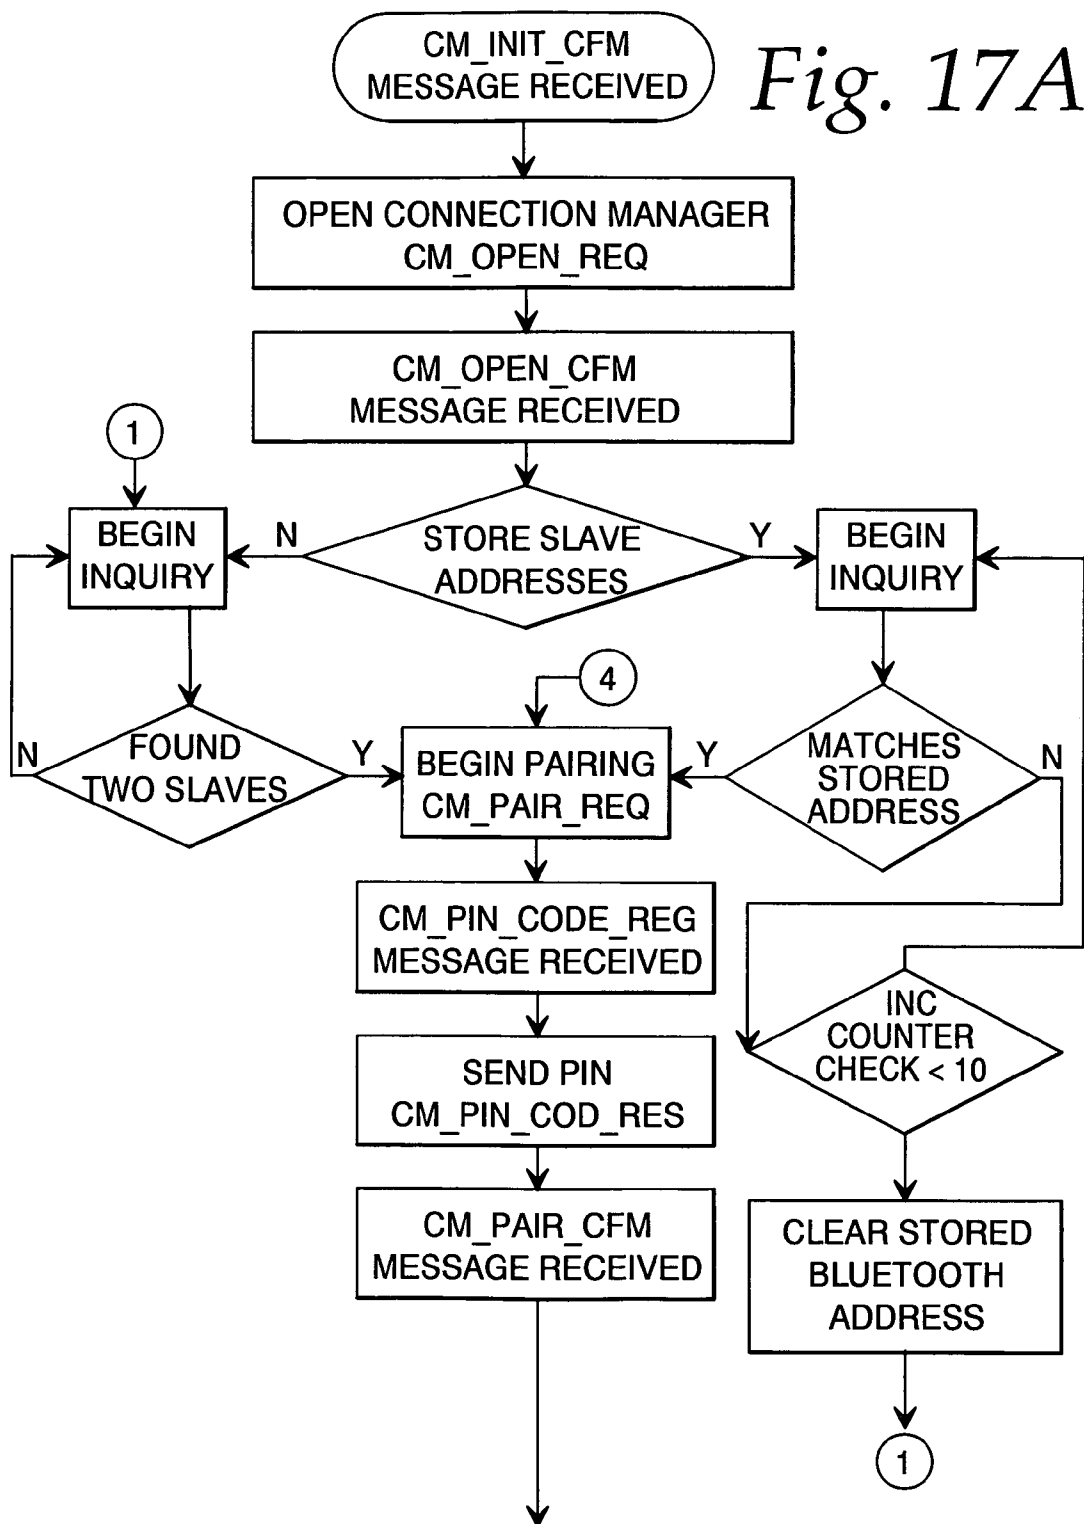 CM_INIT_CFM
MESSAGE RECEIVED
Fig. 17A
OPEN CONNECTION MANAGER
CM_OPEN_REQ
CM_OPEN_CFM
MESSAGE RECEIVED
1
BEGIN
INQUIRY
N
STORE SLAVE
ADDRESSES
Y
BEGIN
INQUIRY
4
N
FOUND
TWO SLAVES
Y
BEGIN PAIRING
CM_PAIR_REQ
Y
MATCHES
STORED
ADDRESS
N
CM_PIN_CODE_REG
MESSAGE RECEIVED
N
INC
COUNTER
CHECK < 10
SEND PIN
CM_PIN_COD_RES
CM_PAIR_CFM
MESSAGE RECEIVED
CLEAR STORED
BLUETOOTH
ADDRESS
1